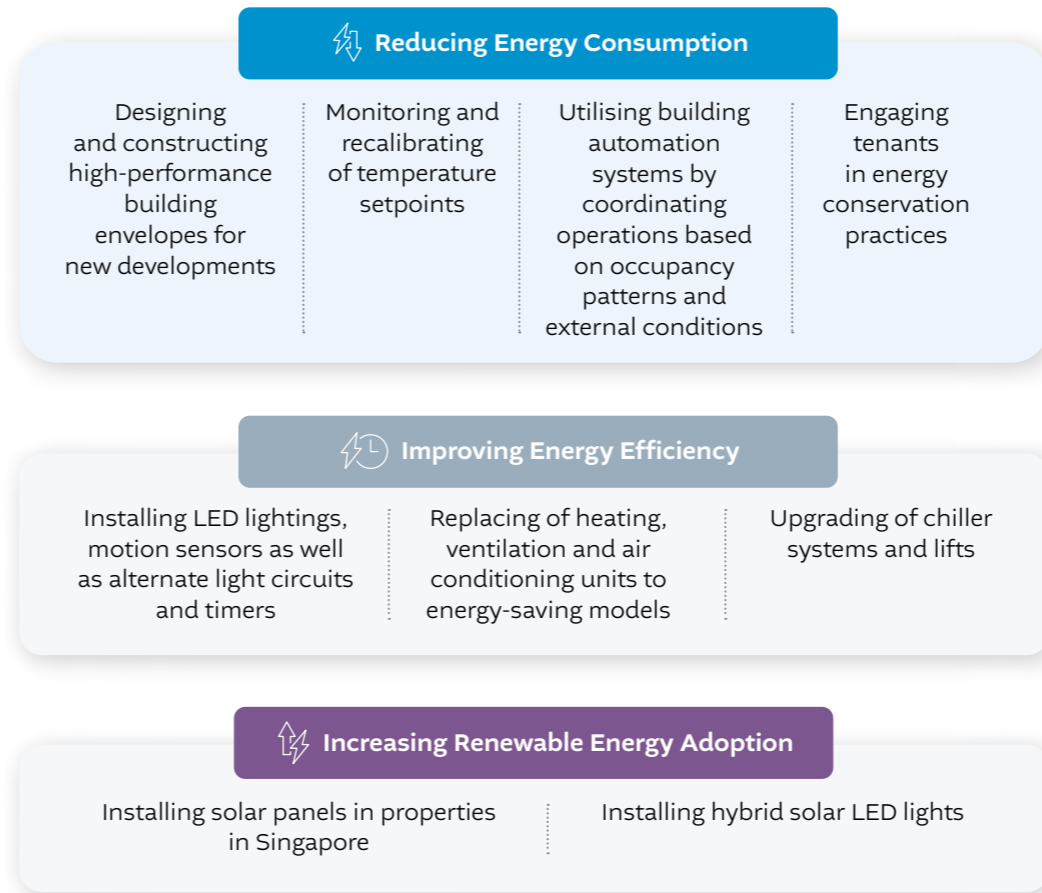 Reducing Energy Consumption
Designing
and constructing
high-performance
building
envelopes for
new developments
Monitoring and
recalibrating
of temperature
setpoints
Utilising building
automation
systems by
coordinating
operations based
on occupancy
patterns and
external conditions
Engaging
tenants
in energy
conservation
practices
Improving Energy Efficiency
Installing LED lightings,
motion sensors as well
as alternate light circuits
and timers
Replacing of heating,
ventilation and air
conditioning units to
energy-saving models
Upgrading of chiller
systems and lifts
Increasing Renewable Energy Adoption
Installing solar panels in properties
in Singapore
Installing hybrid solar LED lights